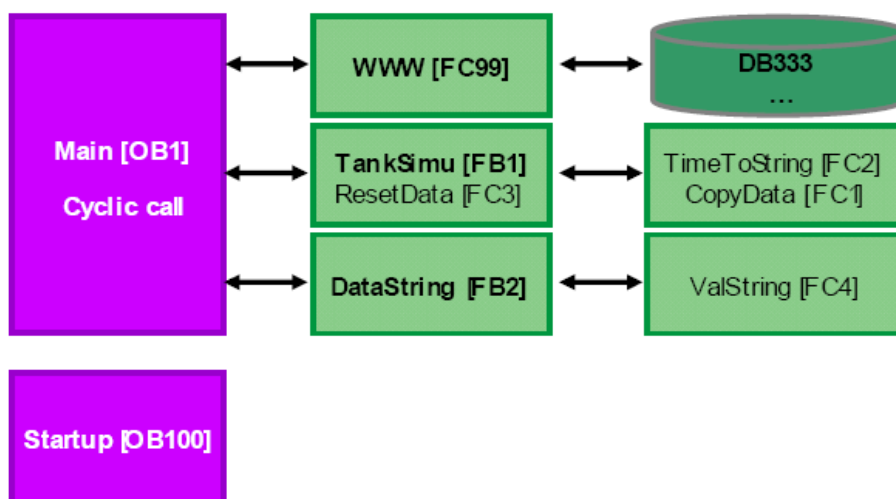 Main [OB1]
Cyclic call
WWW [FC99]
DB333
...
TankSimu [FB1]
ResetData [FC3]
TimeToString [FC2]
CopyData [FC1]
DataString [FB2]
ValString [FC4]
Startup [OB100]